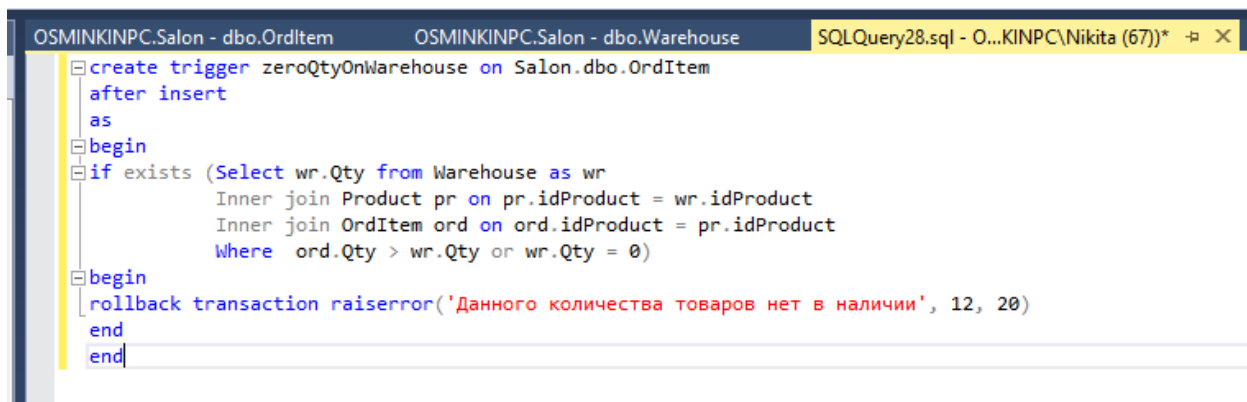 OSMINKINPC.Salon - dbo.OrdItem OSMINKINPC.Salon - dbo.Warehouse SQLQuery28.sql - O...KINPC\Nikita (67))*
create trigger zeroQtyOnWarehouse on Salon.dbo.OrdItem
after insert
as
begin
if exists (Select wr.Qty from Warehouse as wr
Inner join Product pr on pr.idProduct = wr.idProduct
Inner join OrdItem ord on ord.idProduct = pr.idProduct
Where ord.Qty > wr.Qty or wr.Qty = 0)
begin
rollback transaction raiserror('Данного количества товаров нет в наличии', 12, 20)
end
end